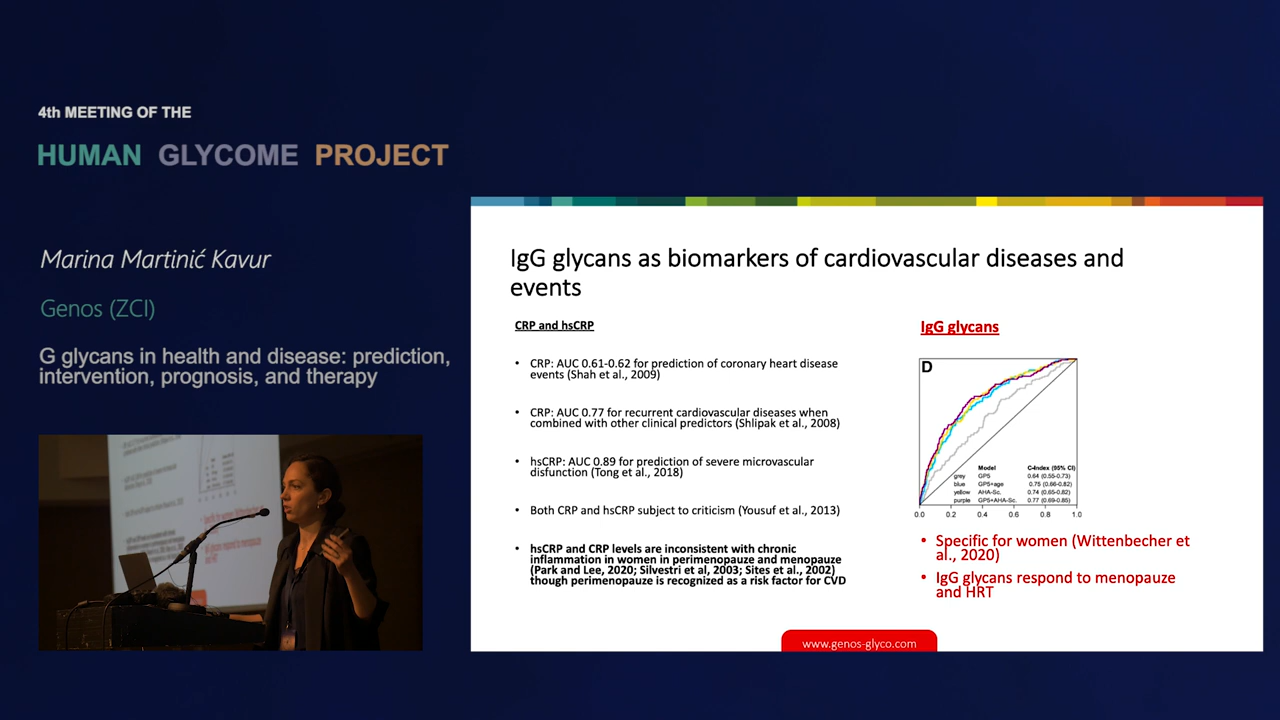 4th MEETING OF THE
HUMAN GLYCOME PROJECT
Marina Martinić Kavur
Genos (ZCI)
G glycans in health and disease: prediction,
intervention, prognosis, and therapy
IgG glycans as biomarkers of cardiovascular diseases and
events
CRP and hsCRP
• CRP: AUC 0.61-0.62 for prediction of coronary heart disease
events (Shah et al., 2009)
• CRP: AUC 0.77 for recurrent cardiovascular diseases when
combined with other clinical predictors (Shlipak et al., 2008)
• hsCRP: AUC 0.89 for prediction of severe microvascular
disfunction (Tong et al., 2018)
• Both CRP and hsCRP subject to criticism (Yousuf et al., 2013)
• hsCRP and CRP levels are inconsistent with chronic
inflammation in women in perimenopauze and menopauze
(Park and Lee, 2020; Silvestri et al, 2003; Sites et al., 2002)
though perimenopauze is recognized as a risk factor for CVD
IgG glycans
D
Model C-Index (95% CI)
grey GP5 0.64 (0.55-0.73)
blue GP5+age 0.75 (0.66-0.82)
yellow AHA-Sc. 0.74 (0.65-0.82)
purple GP5+AHA-Sc. 0.77 (0.69-0.85)
0.0 0.2 0.4 0.6 0.8 1.0
• Specific for women (Wittenbecher et
al., 2020)
• IgG glycans respond to menopauze
and HRT
www.genos-glyco.com